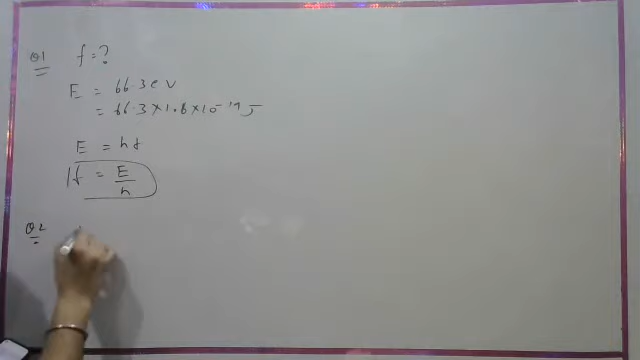 Q1 f = ?
E = 66.3 eV
= 66.3 × 1.6 × 10⁻¹⁹ J
E = hf
f = E/h
Q2